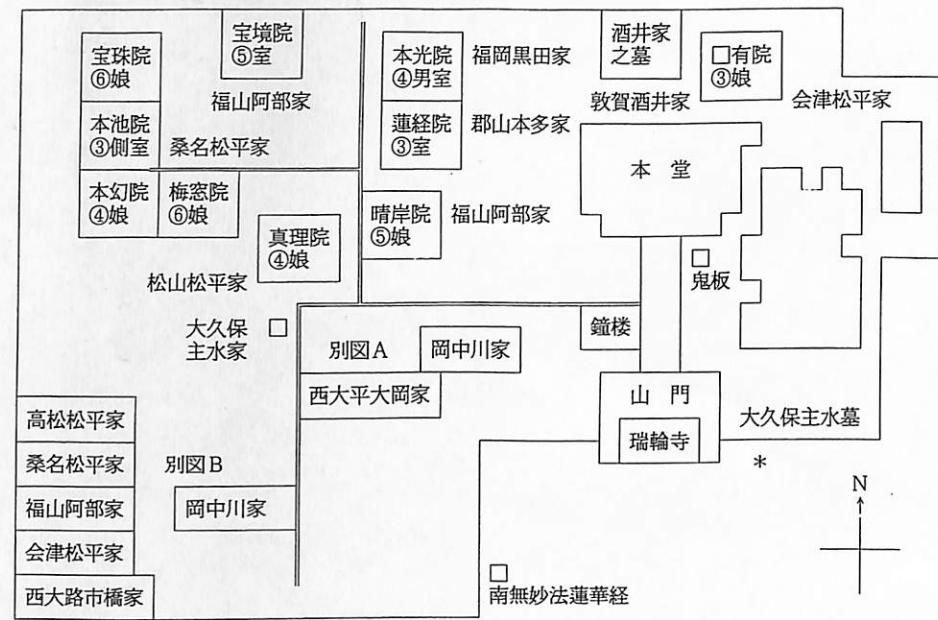 宝珠院
⑥娘
宝境院
⑤室
福山阿部家
本池院
③側室
桑名松平家
本幻院
④娘
梅窓院
⑥娘
真理院
④娘
松山松平家
大久保
主水家
本光院
④男室
福岡黒田家
蓮経院
③室
郡山本多家
晴岸院
⑤娘
福山阿部家
酒井家
之墓
敦賀酒井家
□有院
③娘
会津松平家
本堂
鬼板
鐘楼
別図A
岡中川家
西大平大岡家
山門
瑞輪寺
大久保主水墓
*
高松松平家
桑名松平家
別図B
福山阿部家
岡中川家
会津松平家
西大路市橋家
南無妙法蓮華経
N